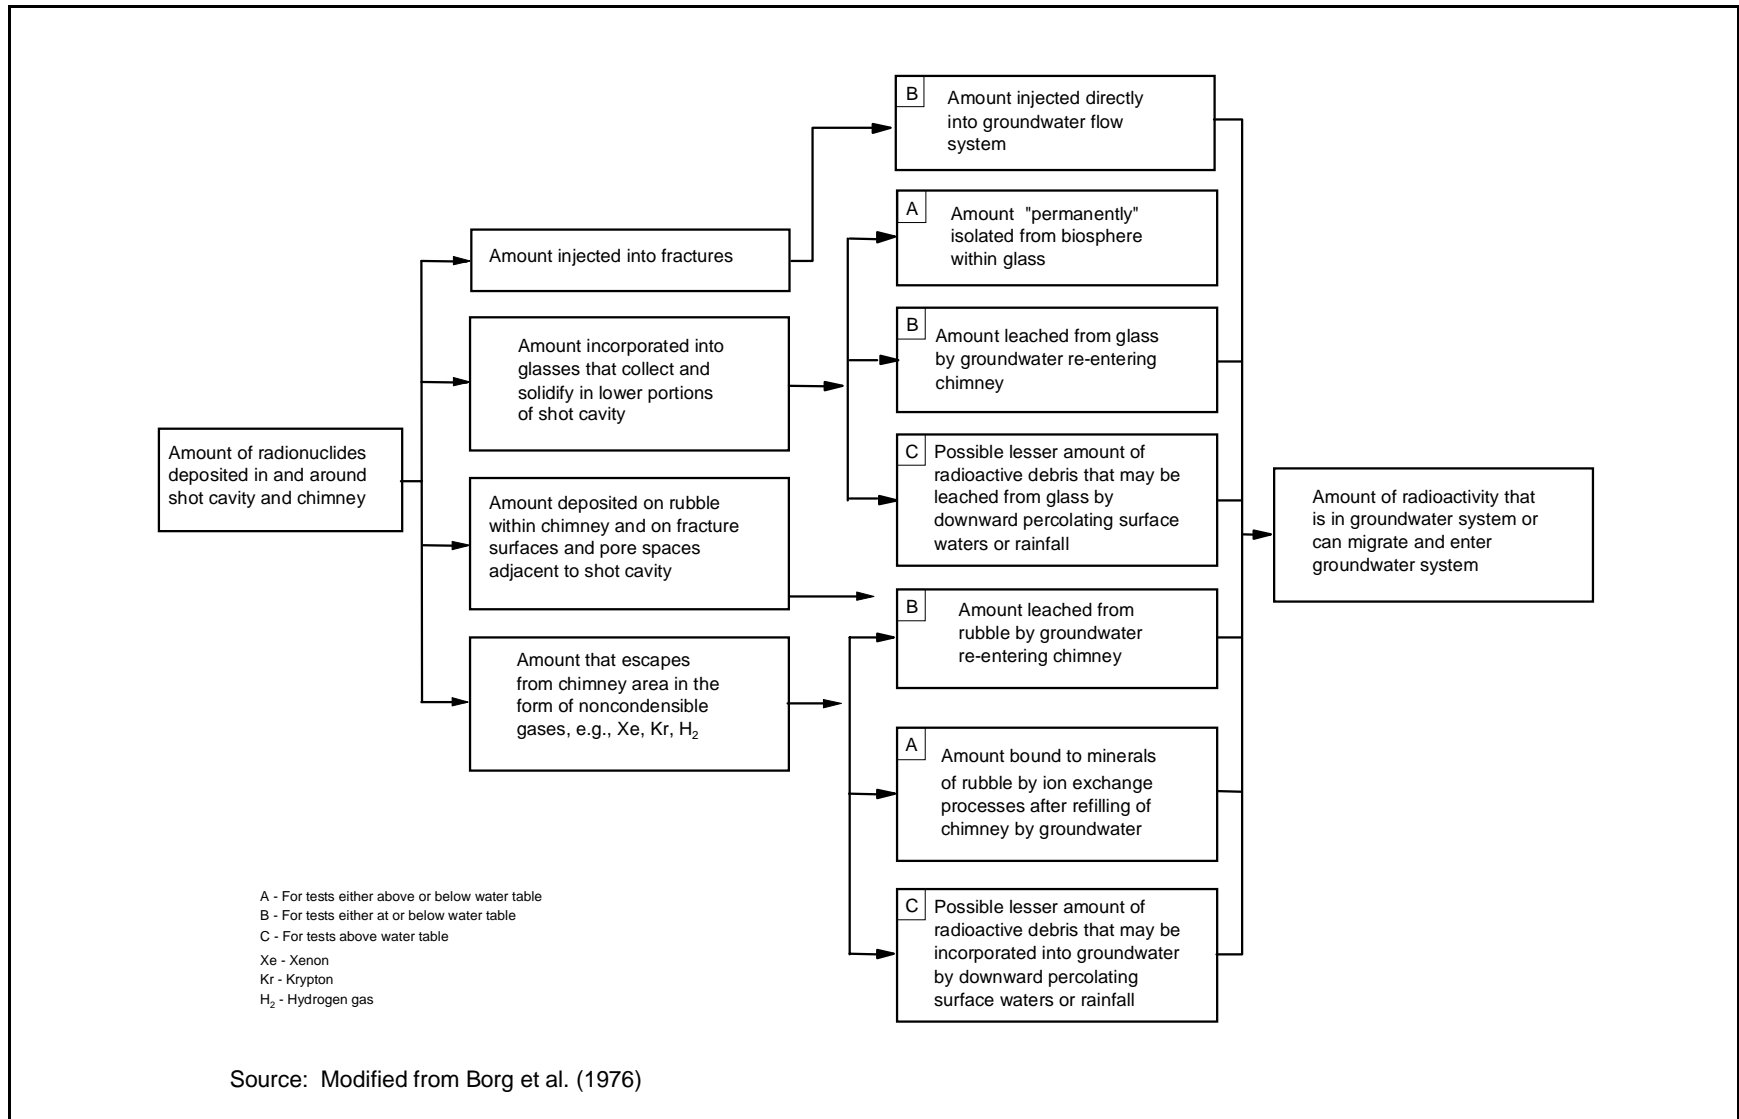 Amount of radionuclides
deposited in and around
shot cavity and chimney
Amount injected into fractures
Amount incorporated into
glasses that collect and
solidify in lower portions
of shot cavity
Amount deposited on rubble
within chimney and on fracture
surfaces and pore spaces
adjacent to shot cavity
Amount that escapes
from chimney area in the
form of noncondensible
gases, e.g., Xe, Kr, H₂
B
Amount injected directly
into groundwater flow
system
A
Amount "permanently"
isolated from biosphere
within glass
B
Amount leached from glass
by groundwater re-entering
chimney
C
Possible lesser amount of
radioactive debris that may be
leached from glass by
downward percolating surface
waters or rainfall
B
Amount leached from
rubble by groundwater
re-entering chimney
A
Amount bound to minerals
of rubble by ion exchange
processes after refilling of
chimney by groundwater
C
Possible lesser amount of
radioactive debris that may be
incorporated into groundwater
by downward percolating
surface waters or rainfall
Amount of radioactivity that
is in groundwater system or
can migrate and enter
groundwater system
A - For tests either above or below water table
B - For tests either at or below water table
C - For tests above water table
Xe - Xenon
Kr - Krypton
H₂ - Hydrogen gas
Source: Modified from Borg et al. (1976)